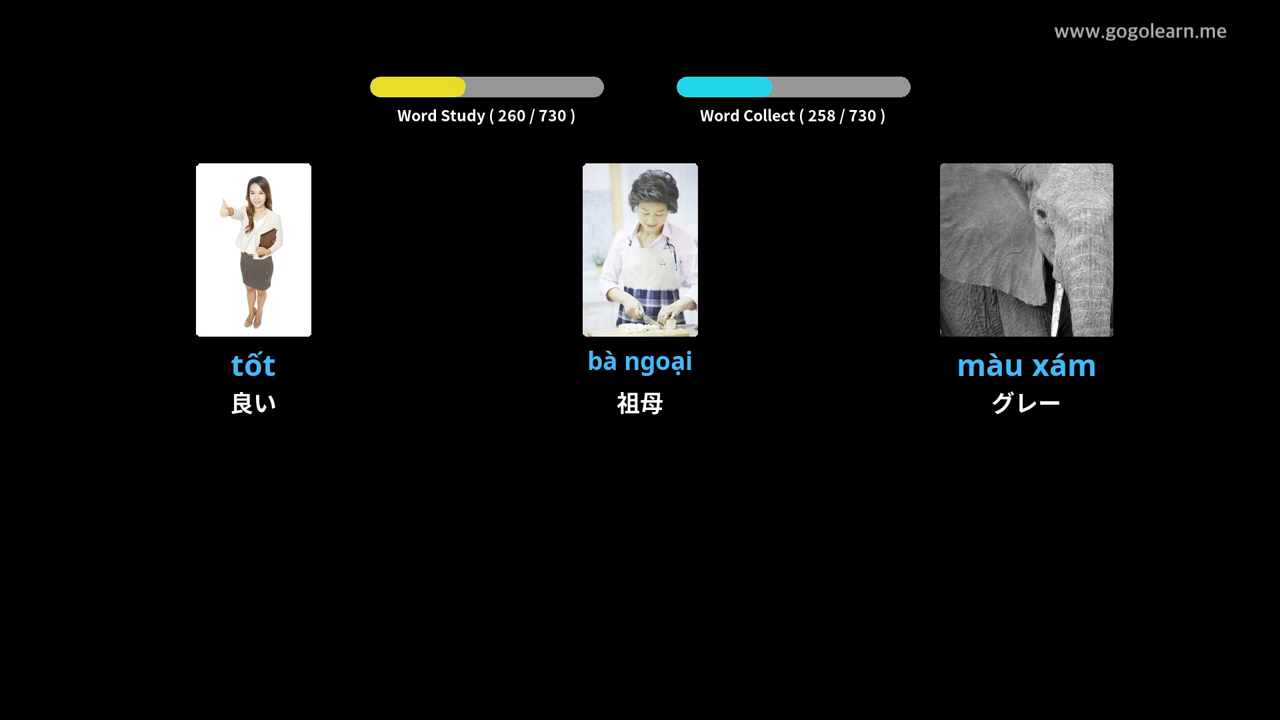 www.gogolearn.me
Word Study ( 260 / 730 )
Word Collect ( 258 / 730 )
tốt
良い
bà ngoại
祖母
màu xám
グレー